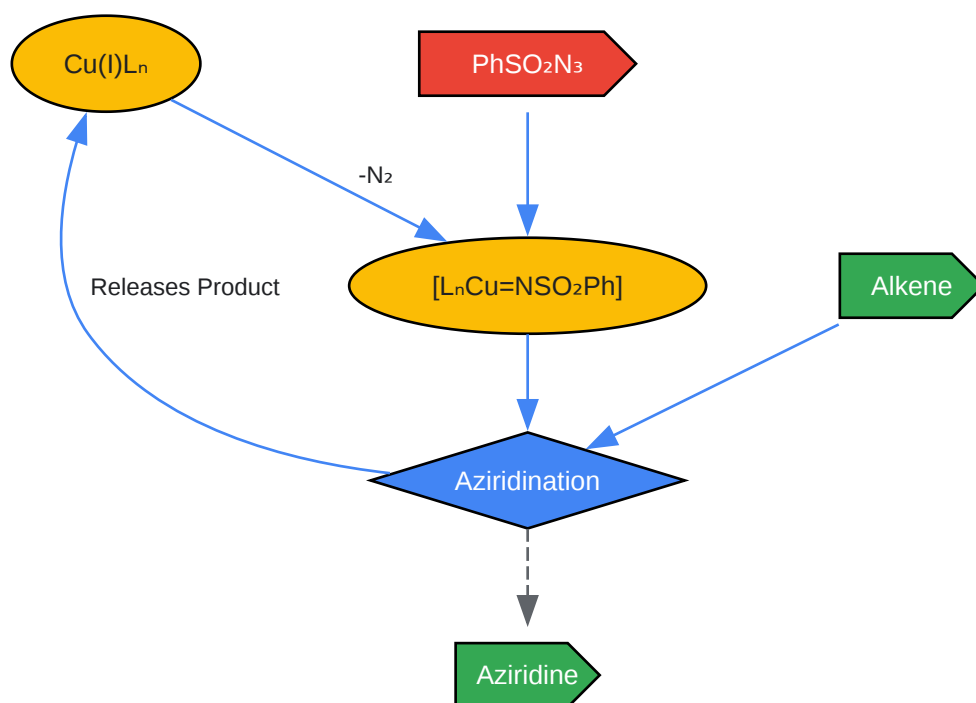 Cu(I)Lₙ
PhSO₂N₃
-N₂
[LₙCu=NSO₂Ph]
Alkene
Releases Product
Aziridination
Aziridine